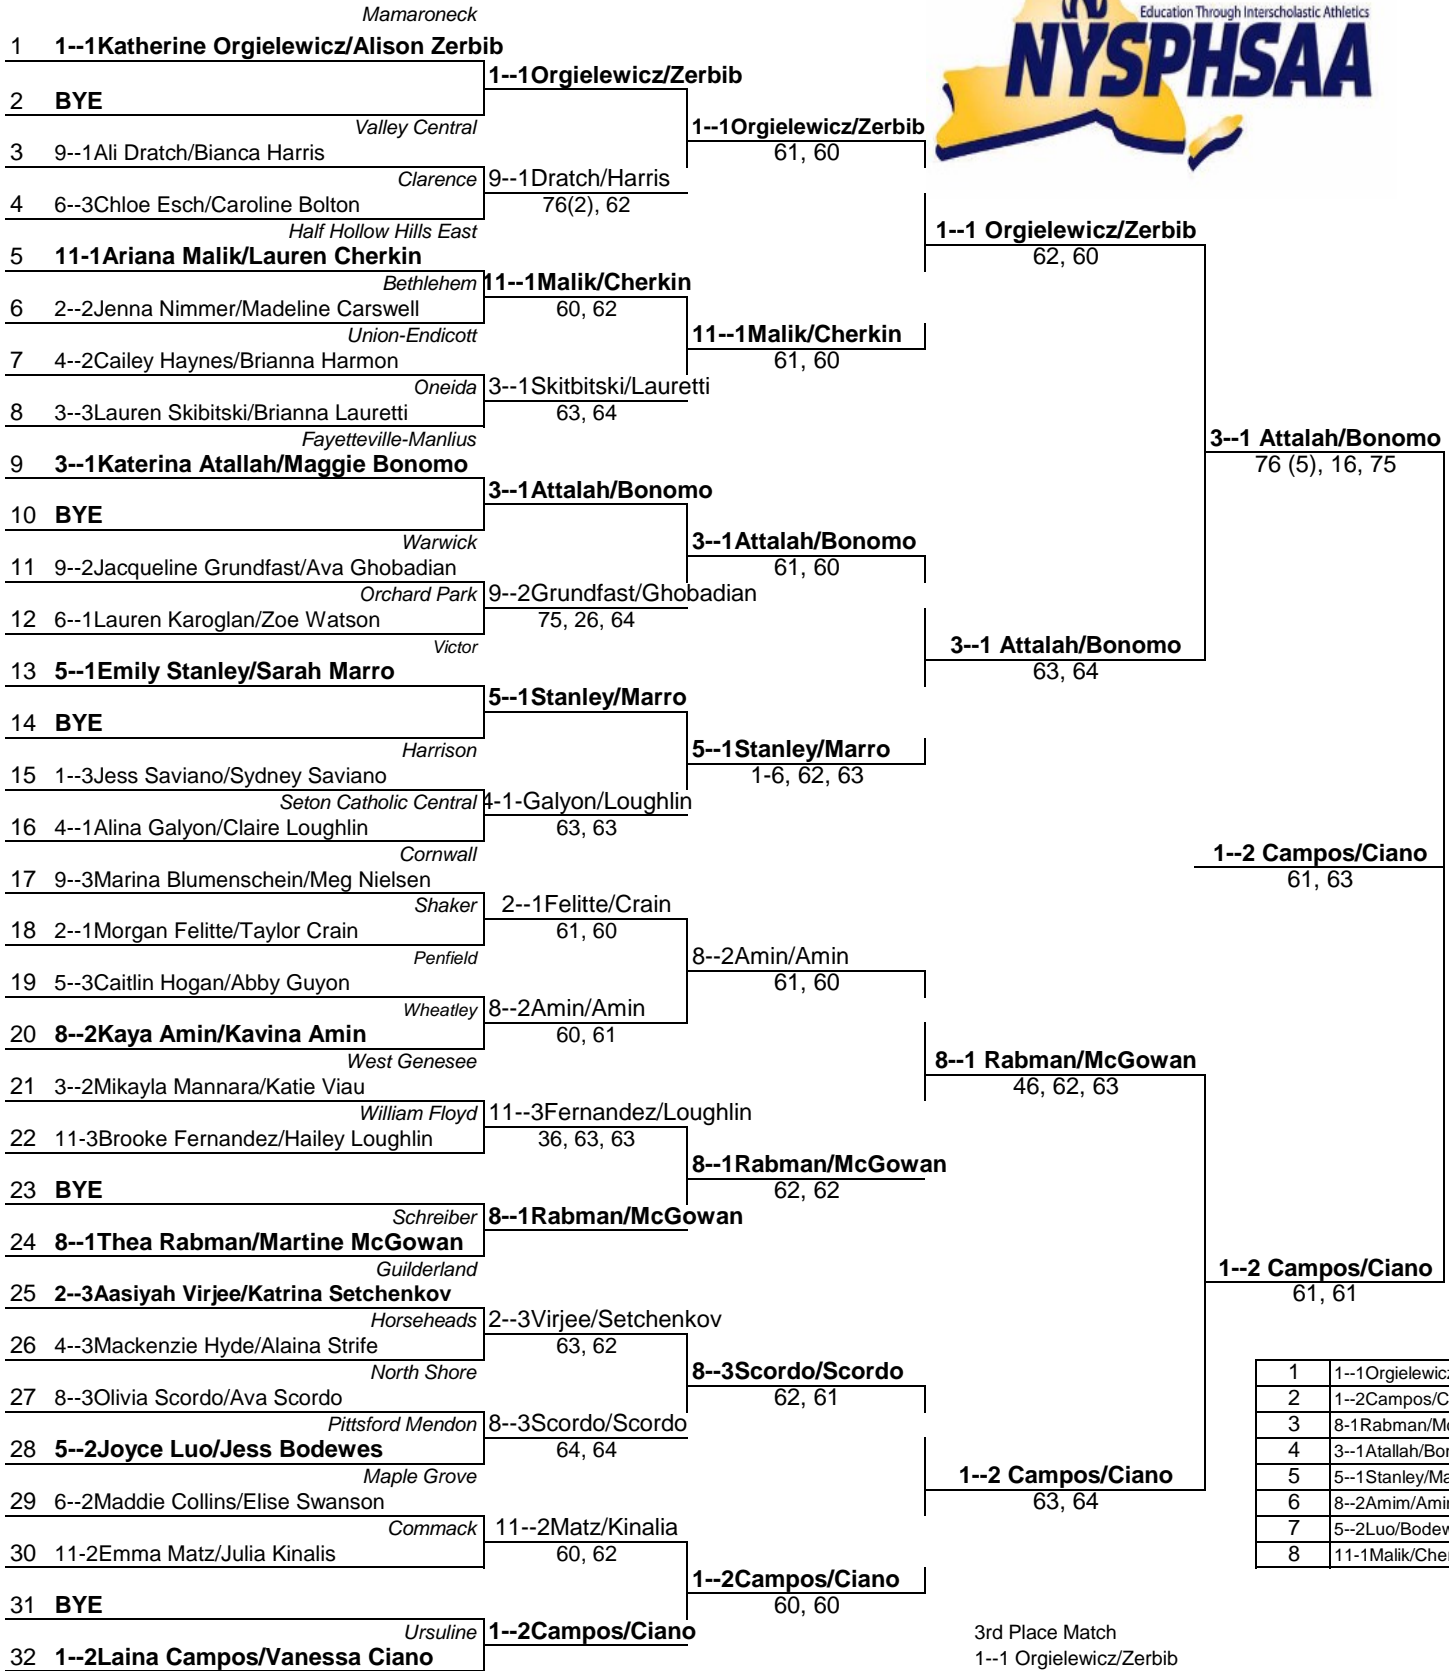 Education Through Interscholastic Athletics
NYSPHSAA
Mamaroneck
1 1--1Katherine Orgielewicz/Alison Zerbib
2 BYE
Valley Central
3 9--1Ali Dratch/Bianca Harris
Clarence
4 6--3Chloe Esch/Caroline Bolton
Half Hollow Hills East
5 11-1Ariana Malik/Lauren Cherkin
Bethlehem
6 2--2Jenna Nimmer/Madeline Carswell
Union-Endicott
7 4--2Cailey Haynes/Brianna Harmon
Oneida
8 3--3Lauren Skibitski/Brianna Lauretti
Fayetteville-Manlius
9 3--1Katerina Atallah/Maggie Bonomo
10 BYE
Warwick
11 9--2Jacqueline Grundfast/Ava Ghobadian
Orchard Park
12 6--1Lauren Karoglan/Zoe Watson
Victor
13 5--1Emily Stanley/Sarah Marro
14 BYE
Harrison
15 1--3Jess Saviano/Sydney Saviano
Seton Catholic Central
16 4--1Alina Galyon/Claire Loughlin
Cornwall
17 9--3Marina Blumenschein/Meg Nielsen
Shaker
18 2--1Morgan Felitte/Taylor Crain
Penfield
19 5--3Caitlin Hogan/Abby Guyon
Wheatley
20 8--2Kaya Amin/Kavina Amin
West Genesee
21 3--2Mikayla Mannara/Katie Viau
William Floyd
22 11-3Brooke Fernandez/Hailey Loughlin
23 BYE
Schreiber
24 8--1Thea Rabman/Martine McGowan
Guilderland
25 2--3Aasiyah Virjee/Katrina Setchenkov
Horseheads
26 4--3Mackenzie Hyde/Alaina Strife
North Shore
27 8--3Olivia Scordo/Ava Scordo
Pittsford Mendon
28 5--2Joyce Luo/Jess Bodewes
Maple Grove
29 6--2Maddie Collins/Elise Swanson
Commack
30 11-2Emma Matz/Julia Kinalis
31 BYE
Ursuline
32 1--2Laina Campos/Vanessa Ciano
1--1Orgielewicz/Zerbib
9--1Dratch/Harris
76(2), 62
11--1Malik/Cherkin
60, 62
3--1Skitbitski/Lauretti
63, 64
3--1Attalah/Bonomo
9--2Grundfast/Ghobadian
75, 26, 64
5--1Stanley/Marro
4-1-Galyon/Loughlin
63, 63
2--1Felitte/Crain
61, 60
8--2Amin/Amin
60, 61
11--3Fernandez/Loughlin
36, 63, 63
8--1Rabman/McGowan
2--3Virjee/Setchenkov
63, 62
8--3Scordo/Scordo
64, 64
11--2Matz/Kinalia
60, 62
1--2Campos/Ciano
1--1Orgielewicz/Zerbib
61, 60
11--1Malik/Cherkin
61, 60
3--1Attalah/Bonomo
61, 60
5--1Stanley/Marro
1-6, 62, 63
8--2Amin/Amin
61, 60
8--1Rabman/McGowan
62, 62
8--3Scordo/Scordo
62, 61
1--2Campos/Ciano
60, 60
1--1 Orgielewicz/Zerbib
62, 60
3--1 Attalah/Bonomo
63, 64
8--1 Rabman/McGowan
46, 62, 63
1--2 Campos/Ciano
63, 64
3--1 Attalah/Bonomo
76 (5), 16, 75
1--2 Campos/Ciano
61, 63
1--2 Campos/Ciano
61, 61
1
2
3
4
5
6
7
8
3rd Place Match
1--1 Orgielewicz/Zerbib